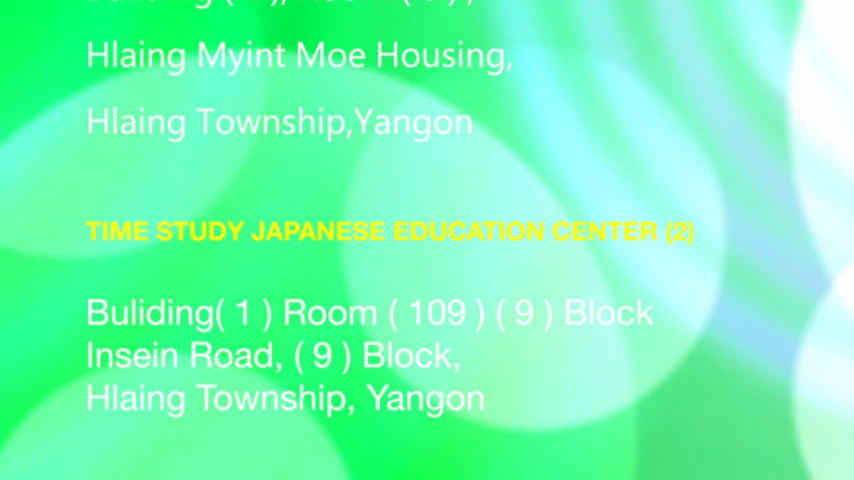 Hlaing Myint Moe Housing,
Hlaing Township,Yangon
TIME STUDY JAPANESE EDUCATION CENTER (2)
Buliding( 1 ) Room ( 109 ) ( 9 ) Block
Insein Road, ( 9 ) Block,
Hlaing Township, Yangon